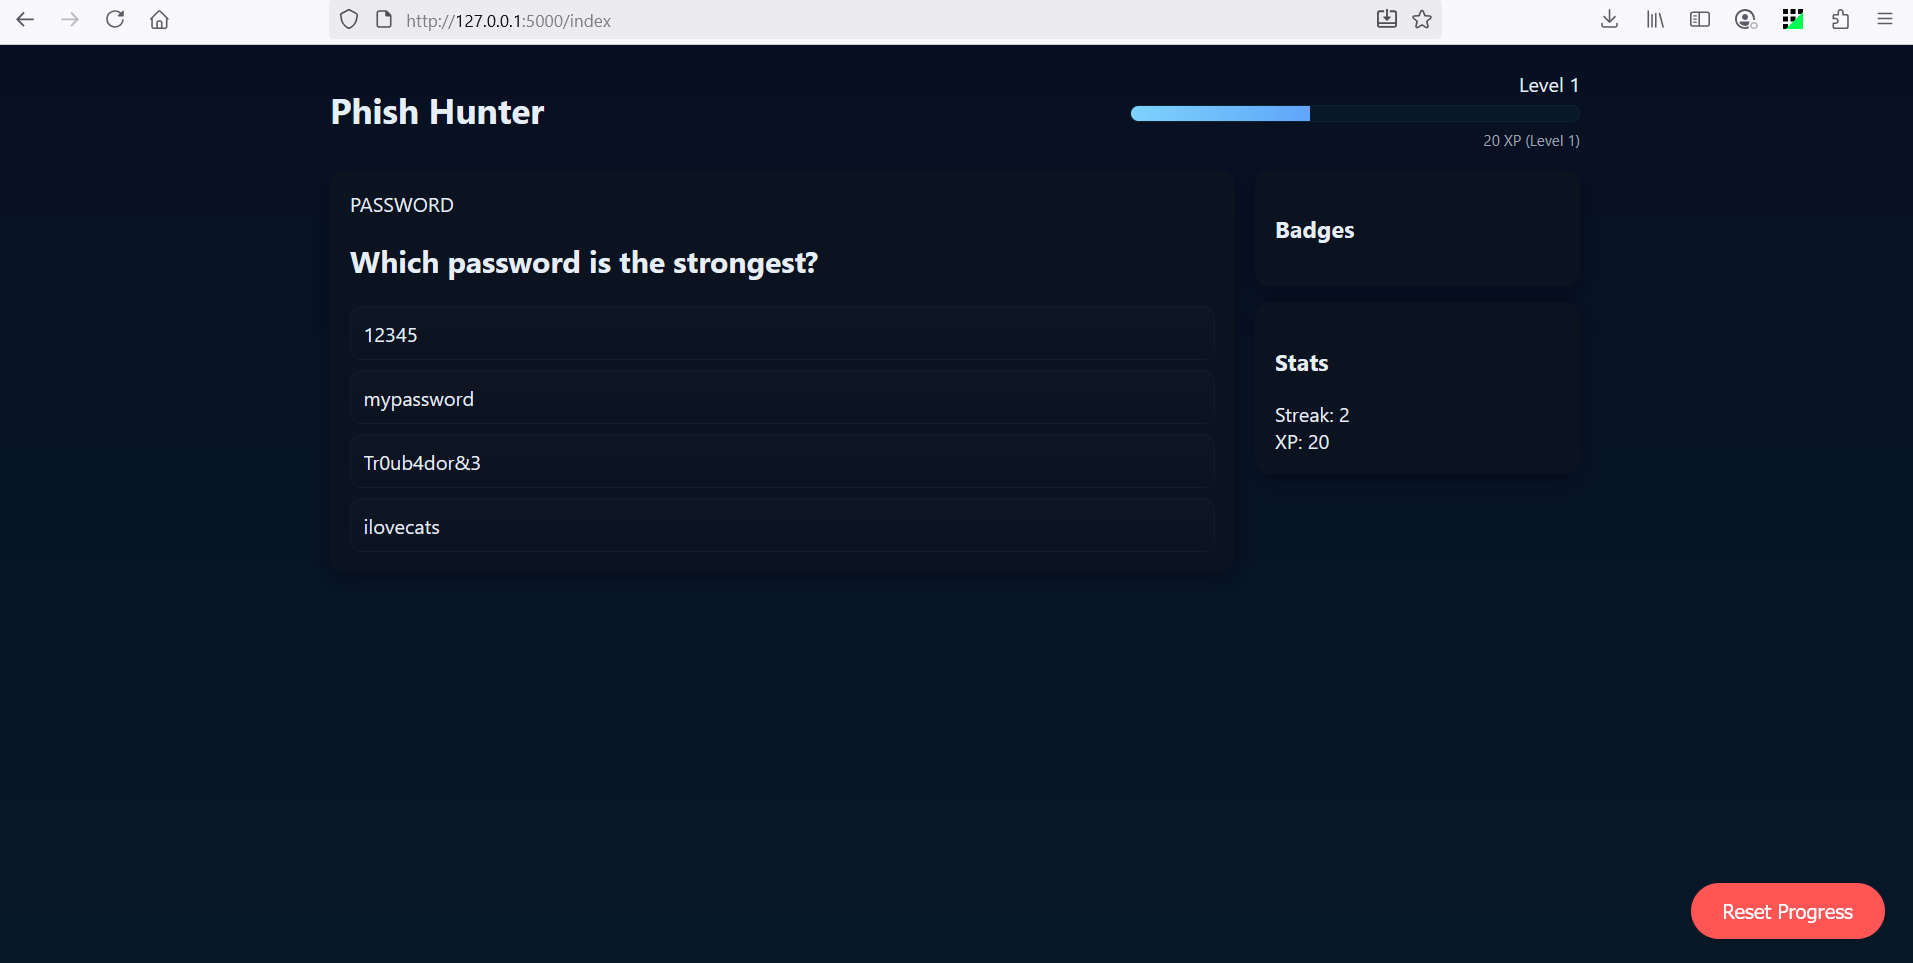 http://127.0.0.1:5000/index
Phish Hunter
Level 1
20 XP (Level 1)
PASSWORD
Which password is the strongest?
12345
mypassword
Tr0ub4dor&3
ilovecats
Badges
Stats
Streak: 2
XP: 20
Reset Progress